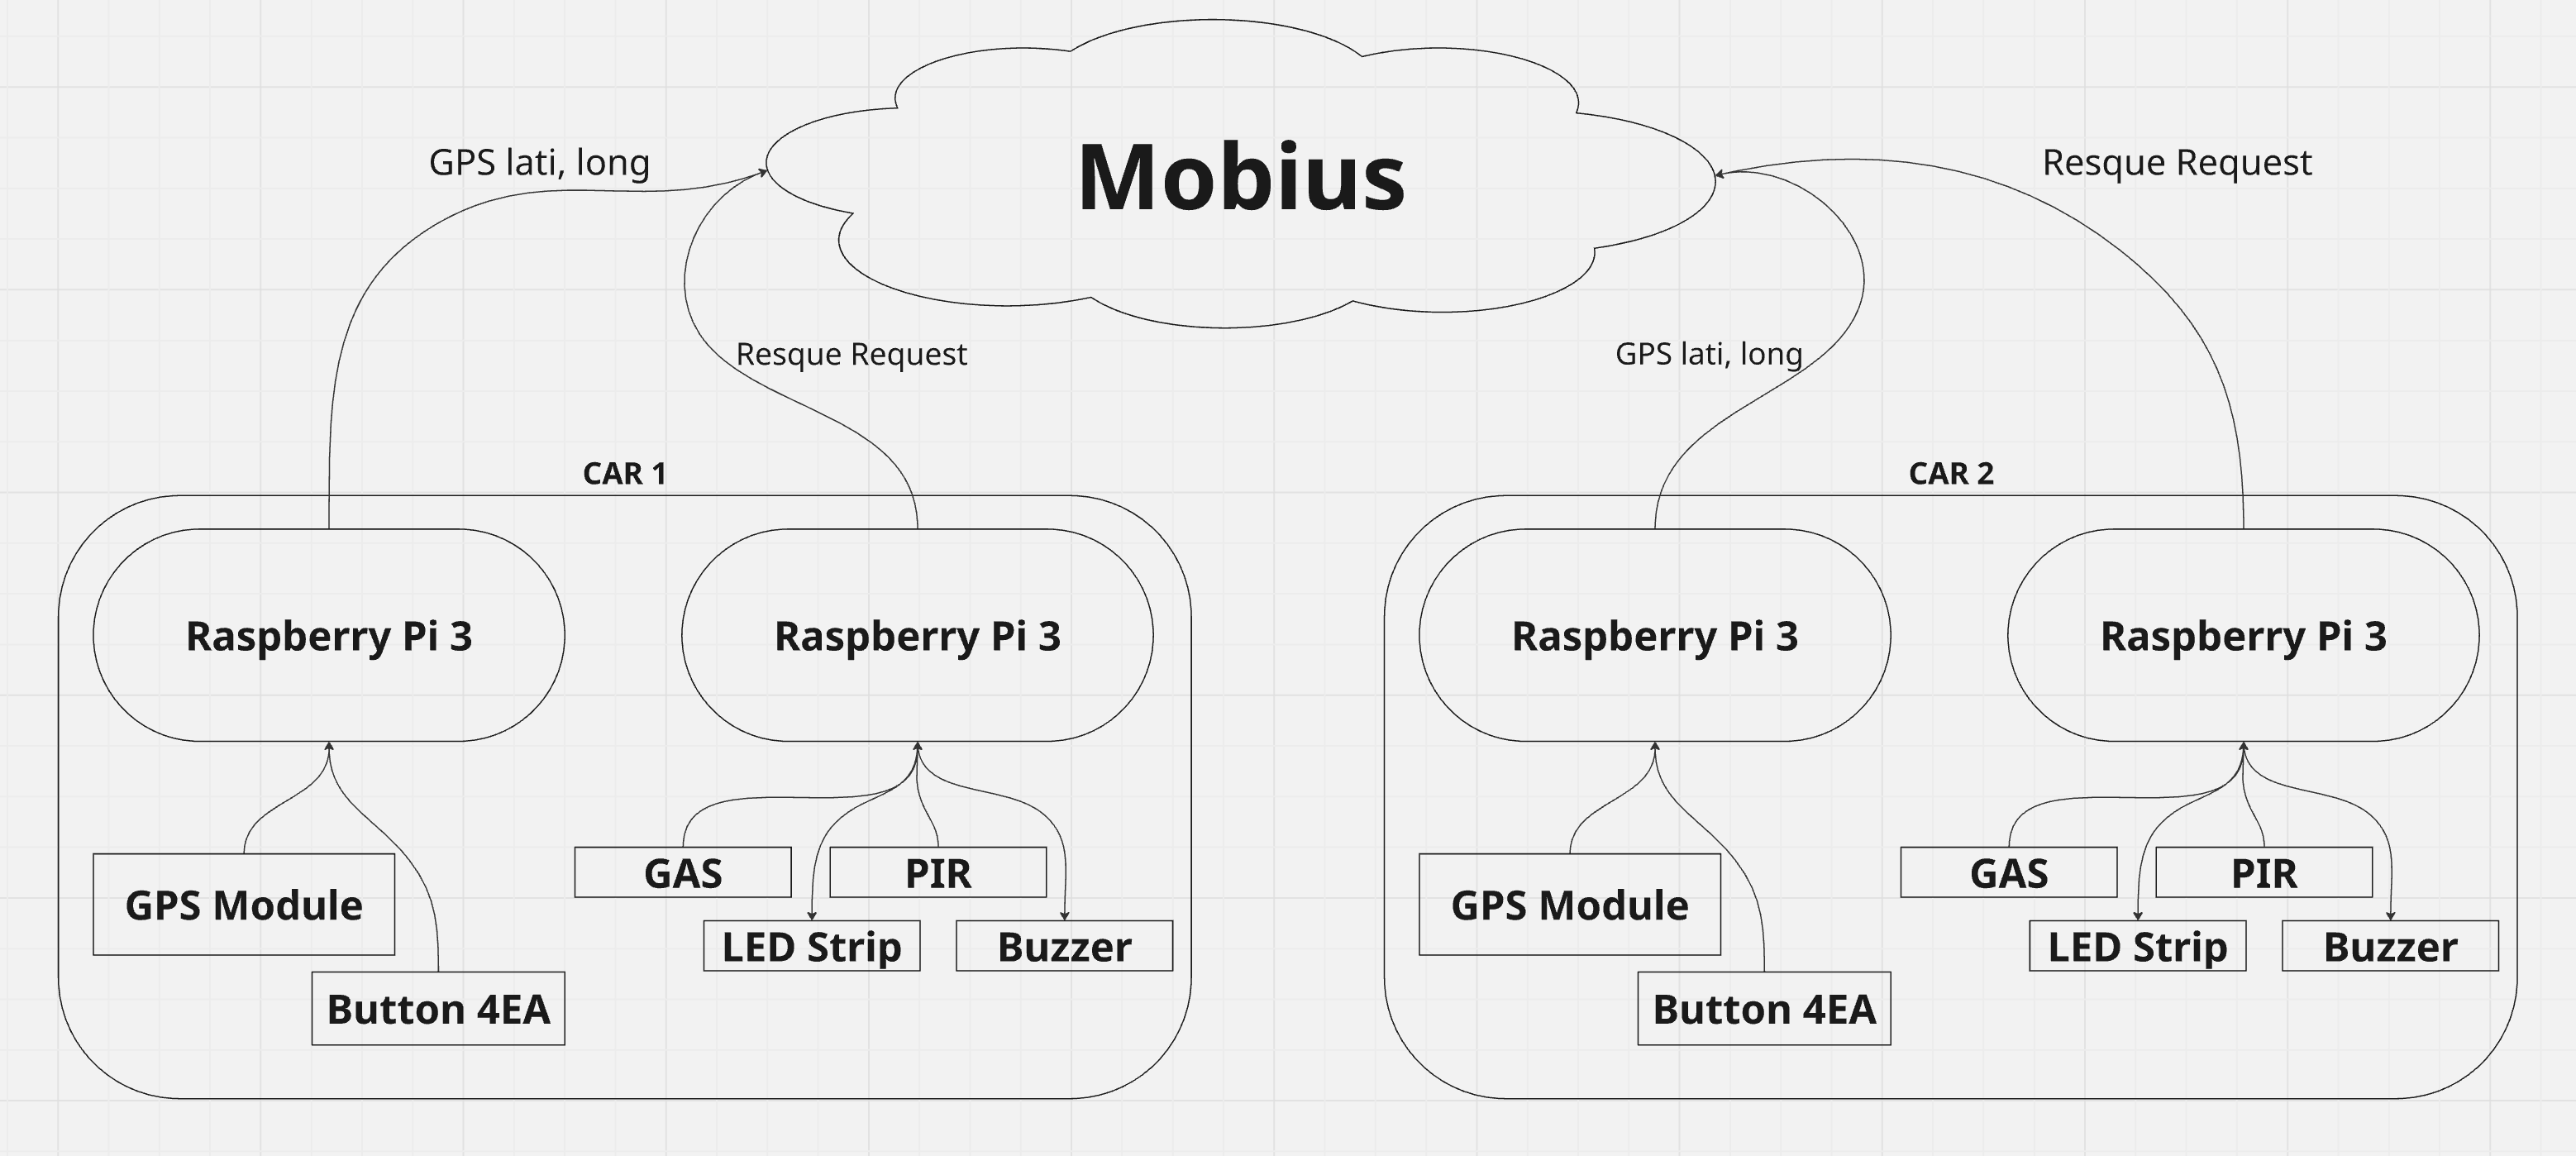 Mobius
GPS lati, long
Resque Request
Resque Request
GPS lati, long
CAR 1
CAR 2
Raspberry Pi 3
Raspberry Pi 3
Raspberry Pi 3
Raspberry Pi 3
GPS Module
Button 4EA
GAS
PIR
LED Strip
Buzzer
GPS Module
Button 4EA
GAS
PIR
LED Strip
Buzzer